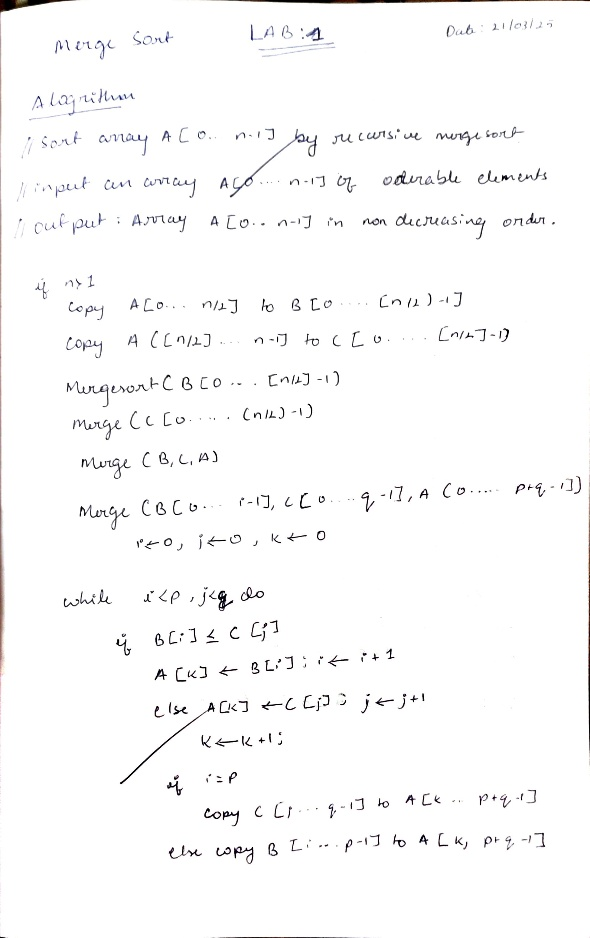 Merge Sort LAB:1 Date: 21/03/25
Alogrithm
// Sort array A[0.. n-1] by recursive mergesort
// input an array A[0.... n-1] of oderable elements
// output : Array A[0.. n-1] in non decreasing order.
if n>1
Copy A[0... n/2] to B[0.... [n/2)-1]
Copy A([n/2].... n-1] to C[0..... [n/2]-1)
Mergesort(B[0... [n/2]-1)
Merge (C[0..... (n/2)-1)
Merge (B,C,A)
Merge (B[0... P-1], C[0....q-1], A(0..... p+q-1])
i←0, j←0, k←0
while i<P, j<q do
if B[i] ≤ C[j]
A[k] ← B[i]; i← i+1
else A[k] ←C[j]; j←j+1
k←k+1;
if i=P
copy C[j... q-1] to A[k.. p+q-1]
else copy B[i... p-1] to A[k, p+q-1]